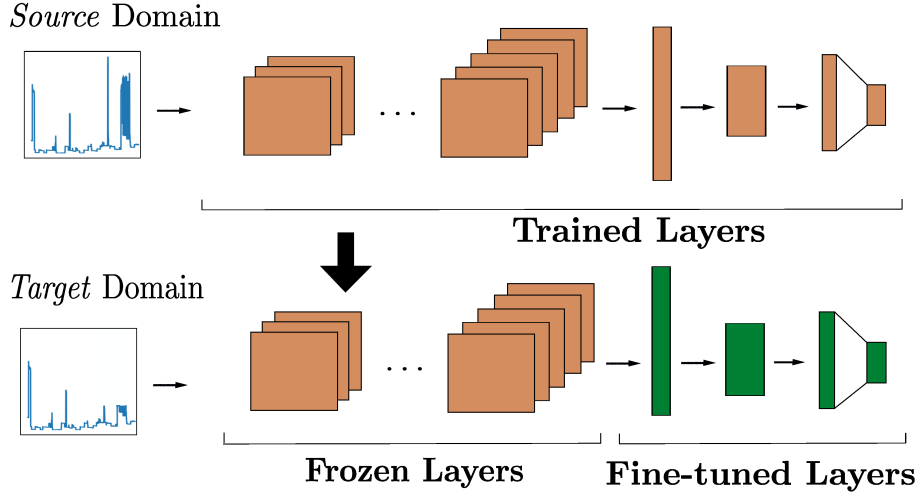 Source Domain
. . .
Trained Layers
Target Domain
. . .
Frozen Layers
Fine-tuned Layers